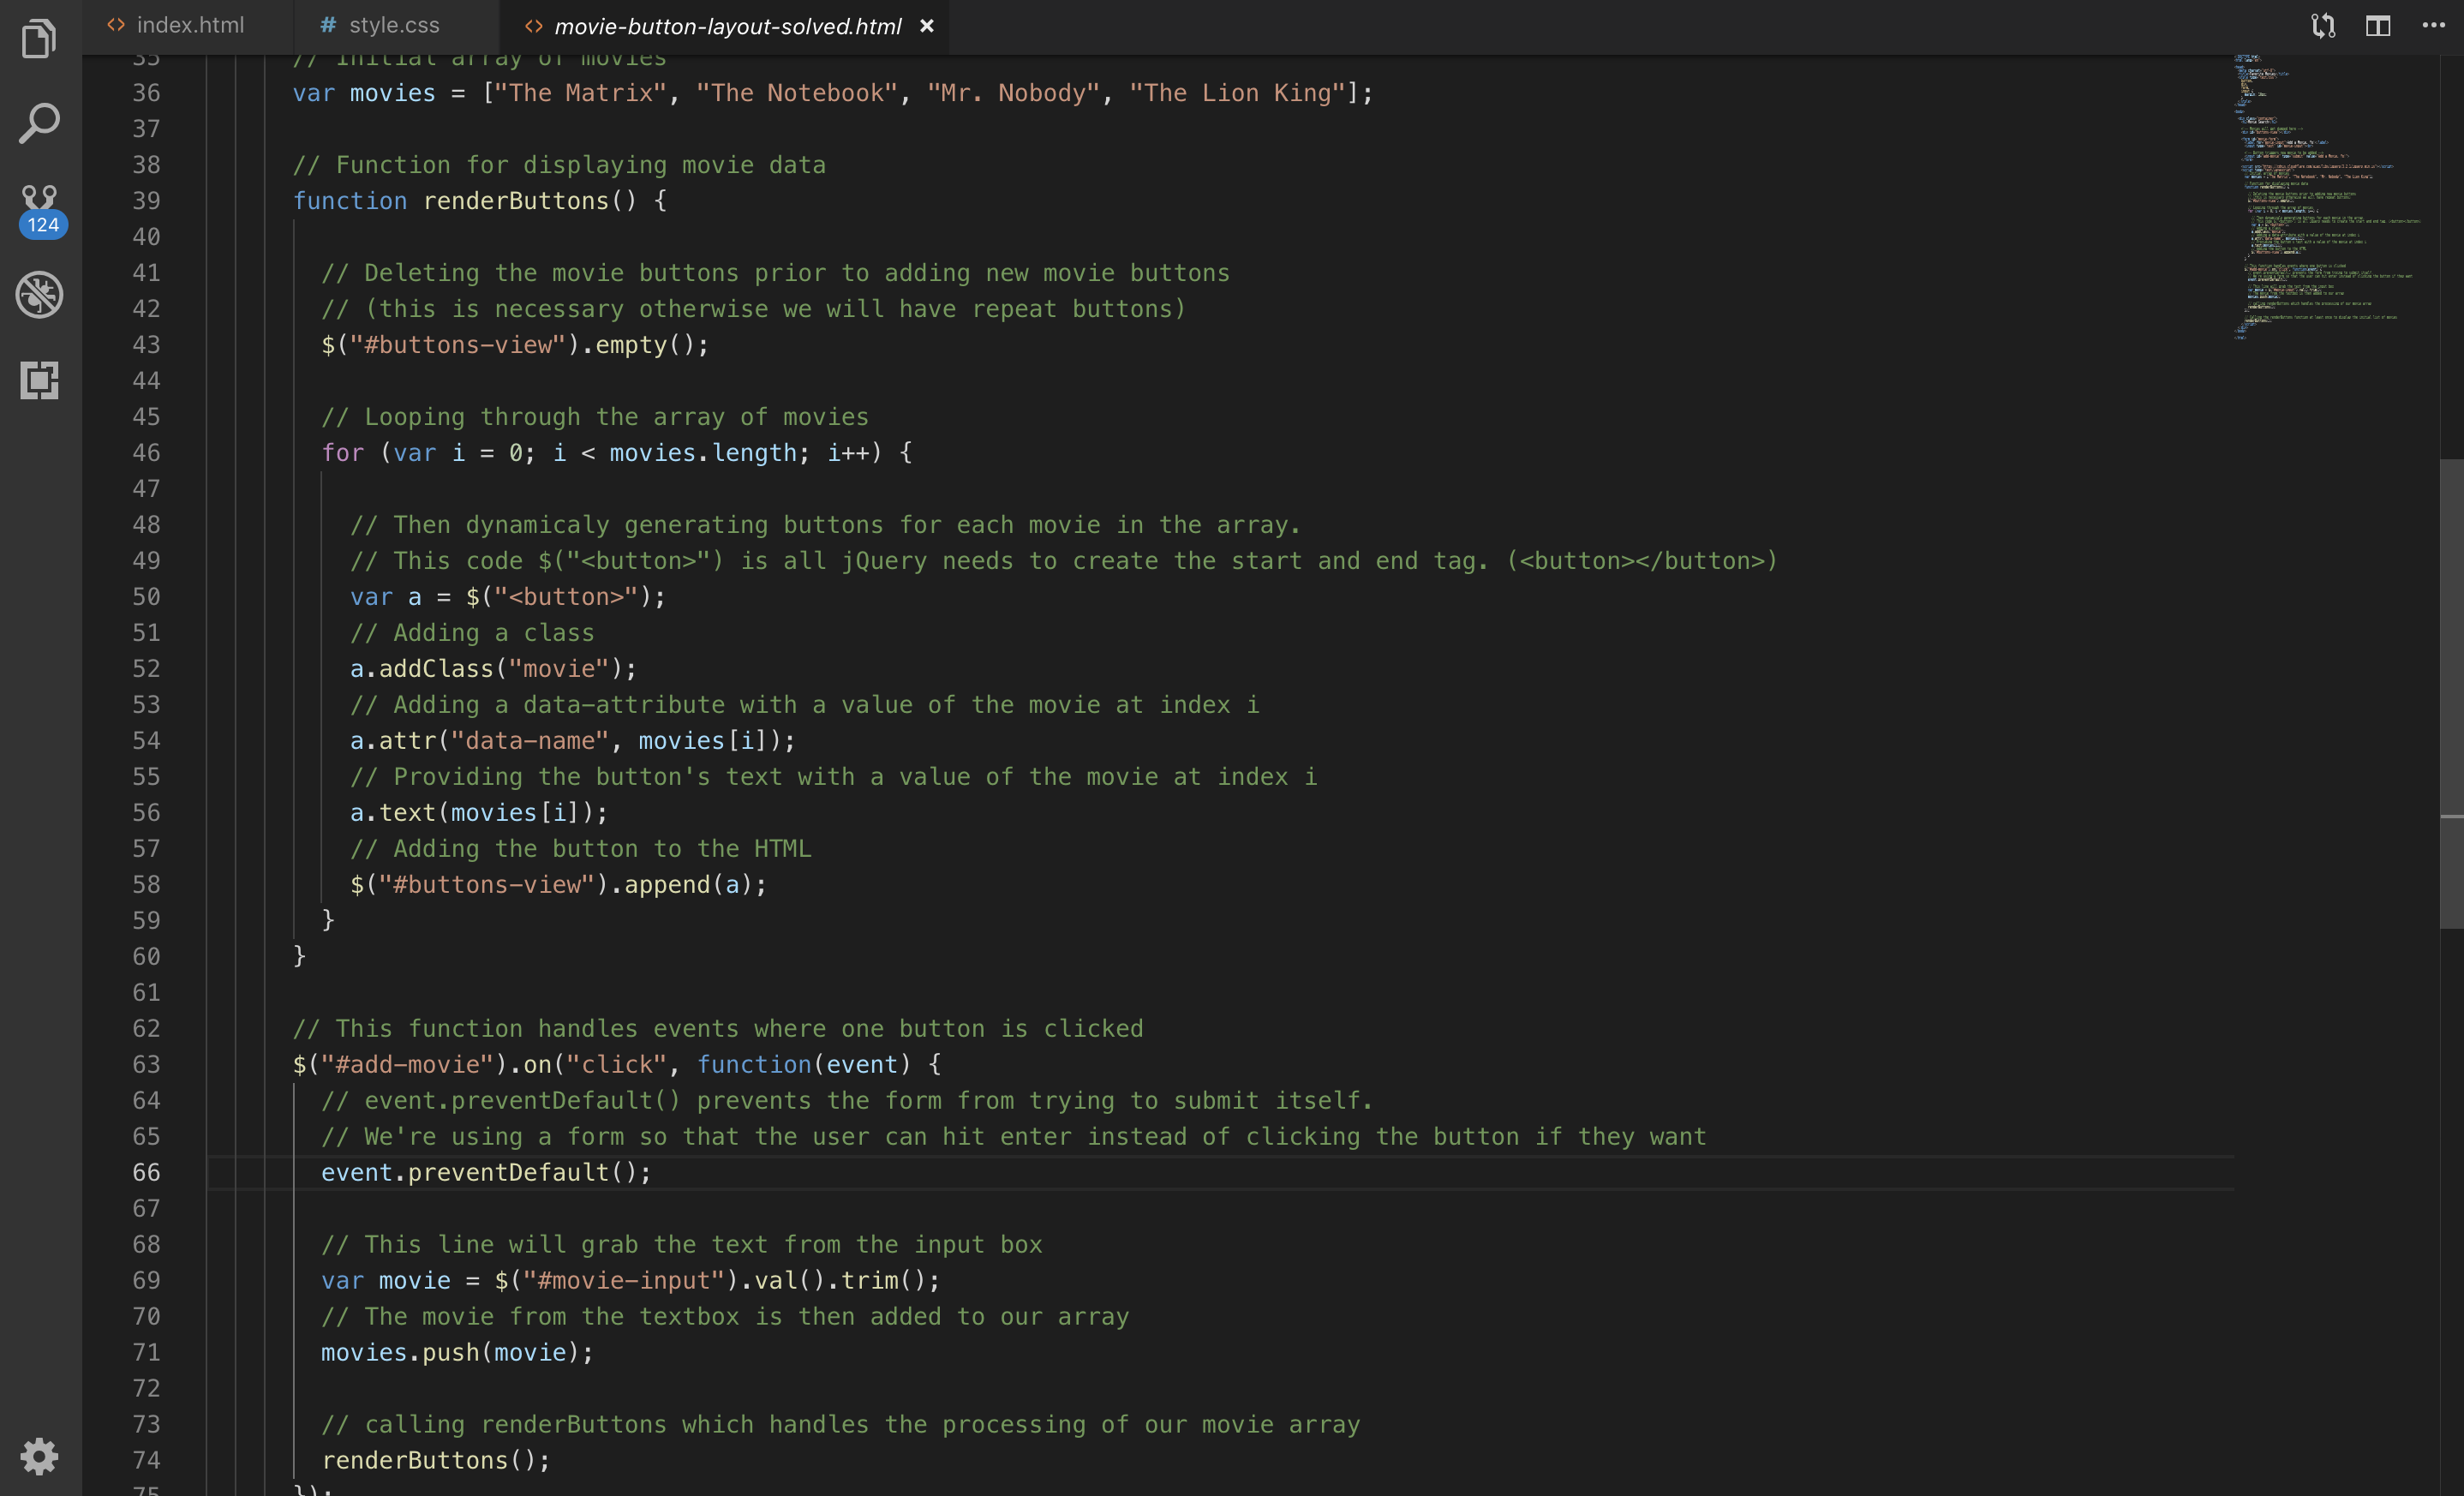 index.html
style.css
movie-button-layout-solved.html
124
35 // Initial array of movies
36 var movies = ["The Matrix", "The Notebook", "Mr. Nobody", "The Lion King"];
37
38 // Function for displaying movie data
39 function renderButtons() {
40
41 // Deleting the movie buttons prior to adding new movie buttons
42 // (this is necessary otherwise we will have repeat buttons)
43 $("#buttons-view").empty();
44
45 // Looping through the array of movies
46 for (var i = 0; i < movies.length; i++) {
47
48 // Then dynamicaly generating buttons for each movie in the array.
49 // This code $("<button>") is all jQuery needs to create the start and end tag. (<button></button>)
50 var a = $("<button>");
51 // Adding a class
52 a.addClass("movie");
53 // Adding a data-attribute with a value of the movie at index i
54 a.attr("data-name", movies[i]);
55 // Providing the button's text with a value of the movie at index i
56 a.text(movies[i]);
57 // Adding the button to the HTML
58 $("#buttons-view").append(a);
59 }
60 }
61
62 // This function handles events where one button is clicked
63 $("#add-movie").on("click", function(event) {
64 // event.preventDefault() prevents the form from trying to submit itself.
65 // We're using a form so that the user can hit enter instead of clicking the button if they want
66 event.preventDefault();
67
68 // This line will grab the text from the input box
69 var movie = $("#movie-input").val().trim();
70 // The movie from the textbox is then added to our array
71 movies.push(movie);
72
73 // calling renderButtons which handles the processing of our movie array
74 renderButtons();
75 });